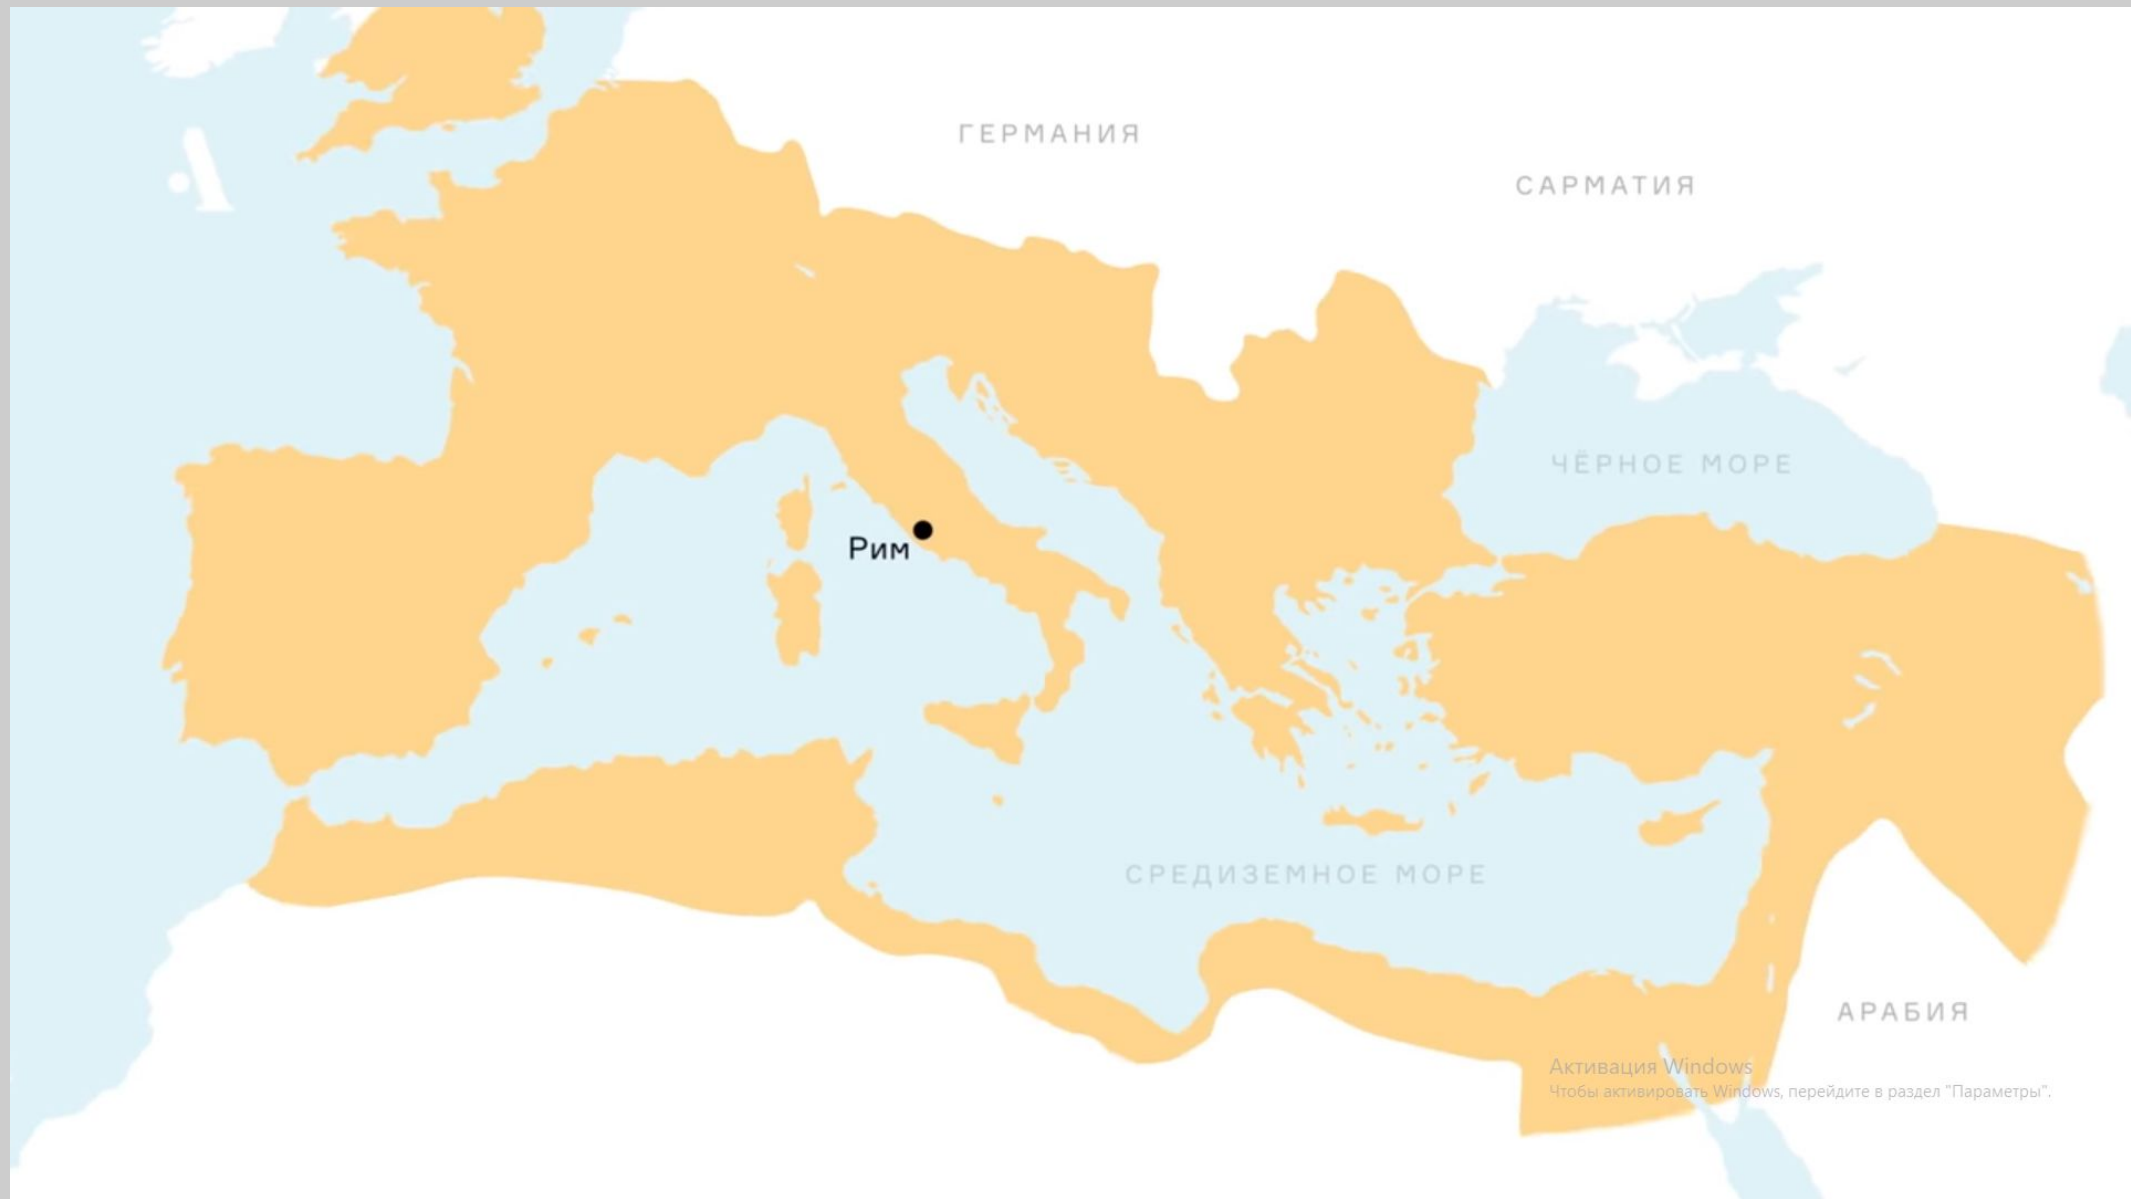 ГЕРМАНИЯ
САРМАТИЯ
ЧЁРНОЕ МОРЕ
Рим
СРЕДИЗЕМНОЕ МОРЕ
АРАБИЯ
Активация Windows
Чтобы активировать Windows, перейдите в раздел "Параметры".